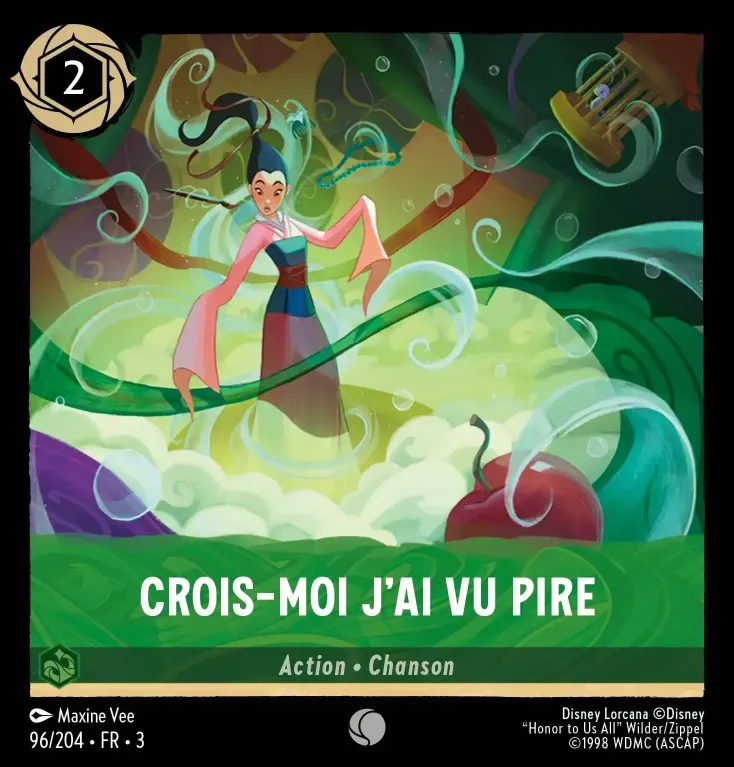 2
CROIS-MOI J'AI VU PIRE
Action • Chanson
Maxine Vee
96/204 • FR • 3
Disney Lorcana ©Disney
“Honor to Us All” Wilder/Zippel
©1998 WDMC (ASCAP)